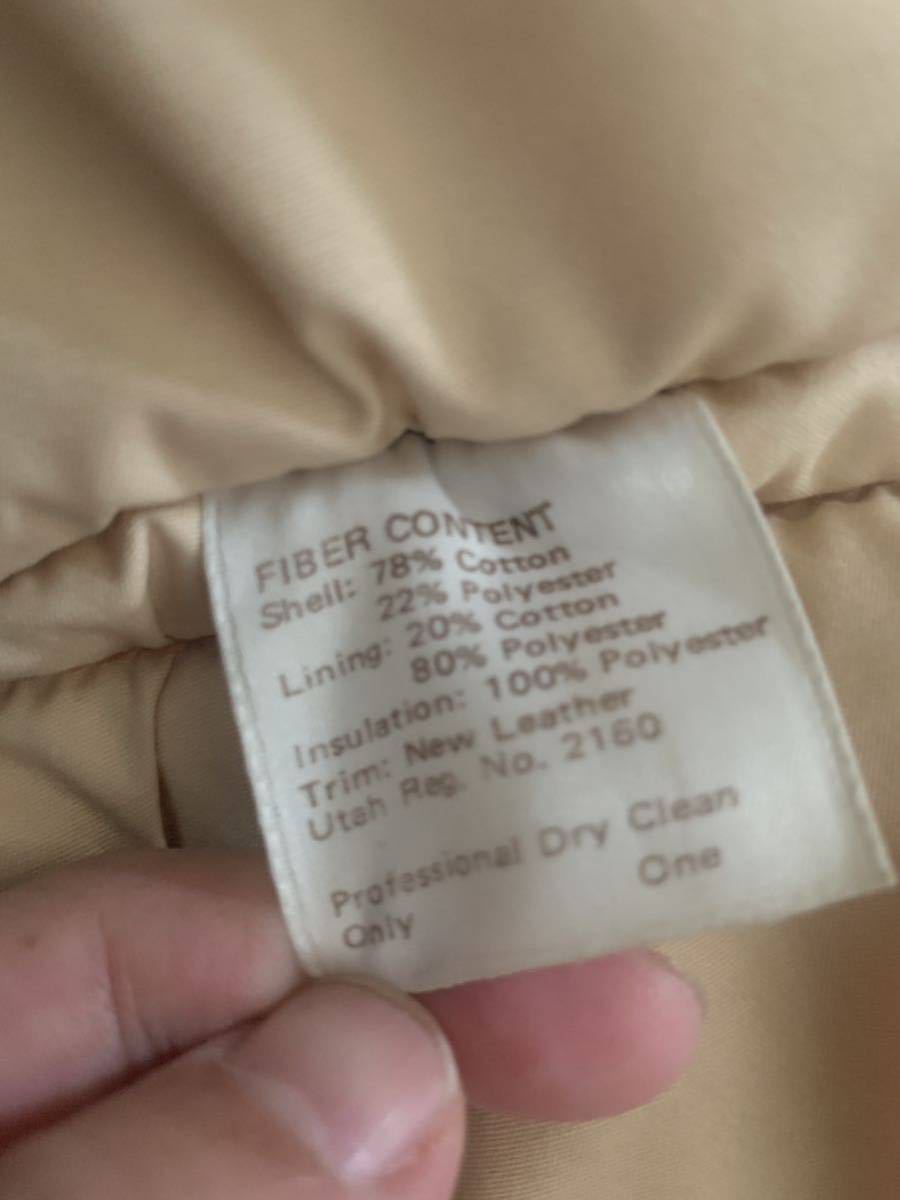 FIBER CONTENT
Shell: 78% Cotton
22% Polyester
Lining: 20% Cotton
80% Polyester
Insulation: 100% Polyester
Trim: New Leather
Utah Reg. No. 2160
Professional Dry Clean
Only One